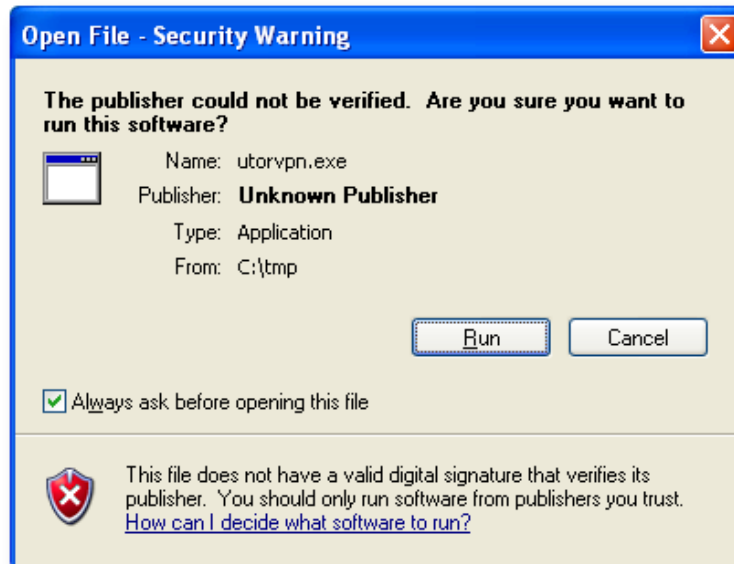 Open File - Security Warning
The publisher could not be verified. Are you sure you want to
run this software?
Name: utorvpn.exe
Publisher: Unknown Publisher
Type: Application
From: C:\tmp
Run Cancel
Always ask before opening this file
This file does not have a valid digital signature that verifies its
publisher. You should only run software from publishers you trust.
How can I decide what software to run?